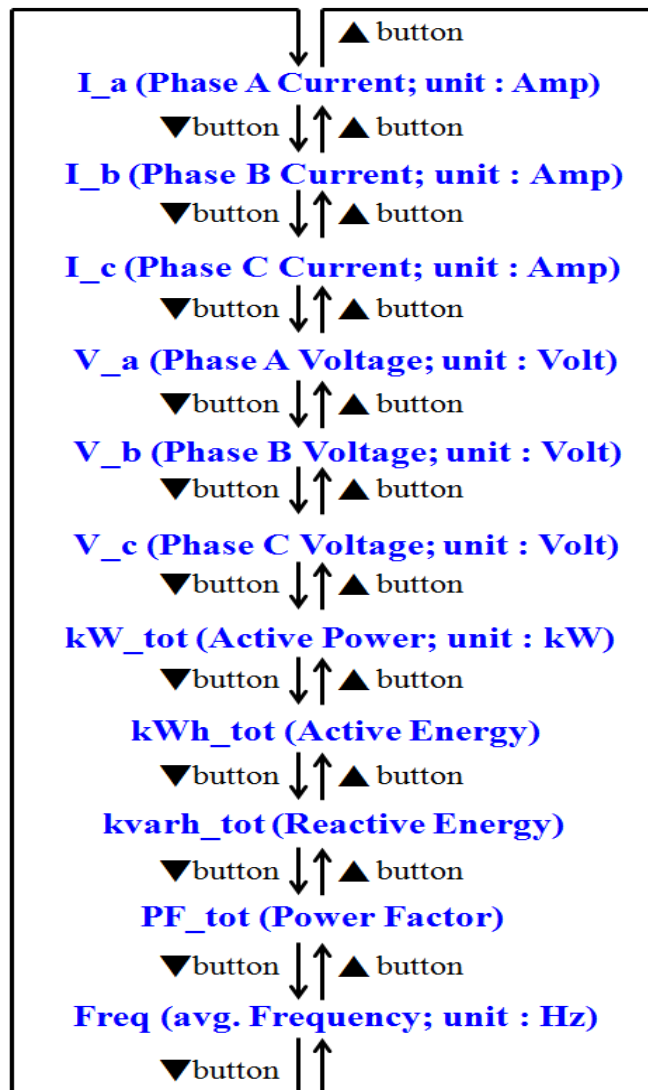 ▲ button
I_a (Phase A Current; unit : Amp)
▼button ▲ button
I_b (Phase B Current; unit : Amp)
▼button ▲ button
I_c (Phase C Current; unit : Amp)
▼button ▲ button
V_a (Phase A Voltage; unit : Volt)
▼button ▲ button
V_b (Phase B Voltage; unit : Volt)
▼button ▲ button
V_c (Phase C Voltage; unit : Volt)
▼button ▲ button
kW_tot (Active Power; unit : kW)
▼button ▲ button
kWh_tot (Active Energy)
▼button ▲ button
kvarh_tot (Reactive Energy)
▼button ▲ button
PF_tot (Power Factor)
▼button ▲ button
Freq (avg. Frequency; unit : Hz)
▼button